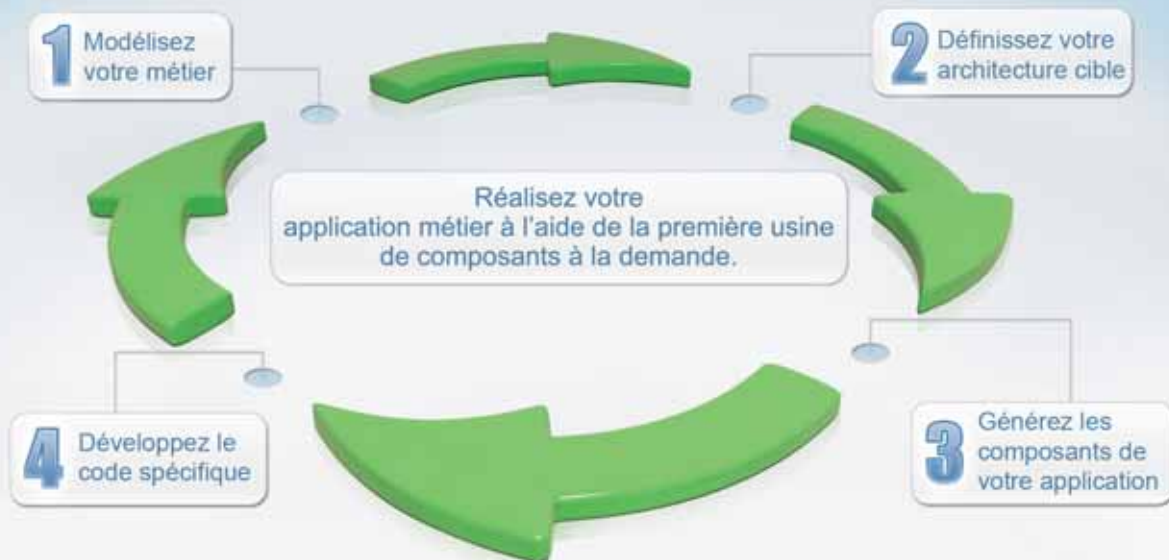 1 Modélisez
votre métier
2 Définissez votre
architecture cible
Réalisez votre
application métier à l'aide de la première usine
de composants à la demande.
3 Générez les
composants de
votre application
4 Développez le
code spécifique